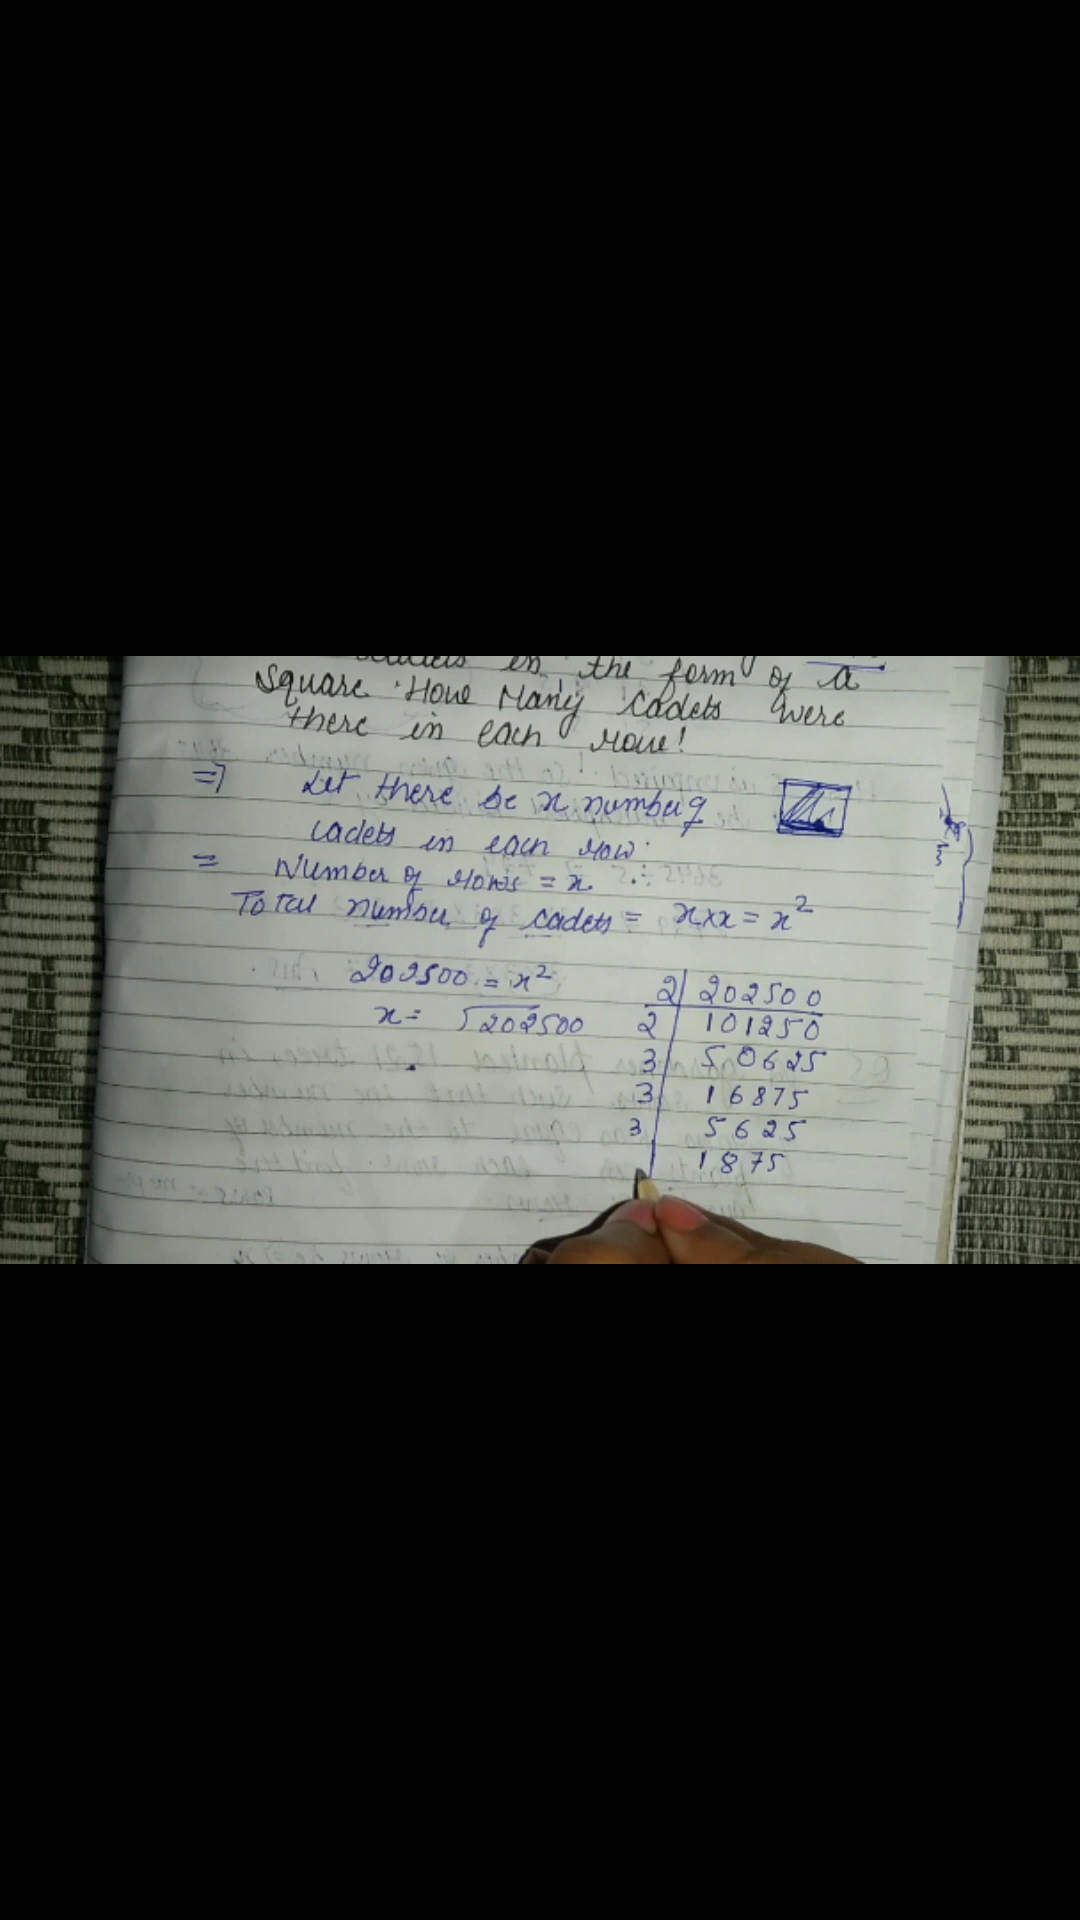 in the form of a
Square. How Many Cadets were
there in each row!
=> Let there be x number of
cadets in each row.
= Number of rows = x.
Total number of cadets = x×x = x²
202500 = x²
x = √202500
2 | 202500
2 | 101250
3 | 50625
3 | 16875
3 | 5625
1875